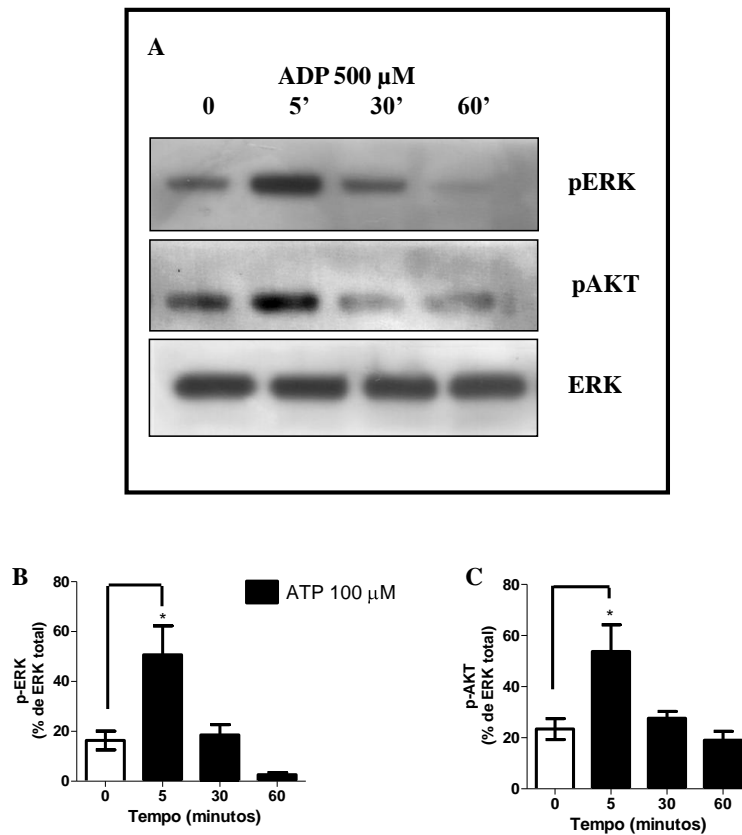 A
ADP 500 µM
0 5’ 30’ 60’
pERK
pAKT
ERK
B
80
60
40
20
0
p-ERK
(% de ERK total)
*
0 5 30 60
Tempo (minutos)
ATP 100 µM
C
80
60
40
20
0
p-AKT
(% de ERK total)
*
0 5 30 60
Tempo (minutos)